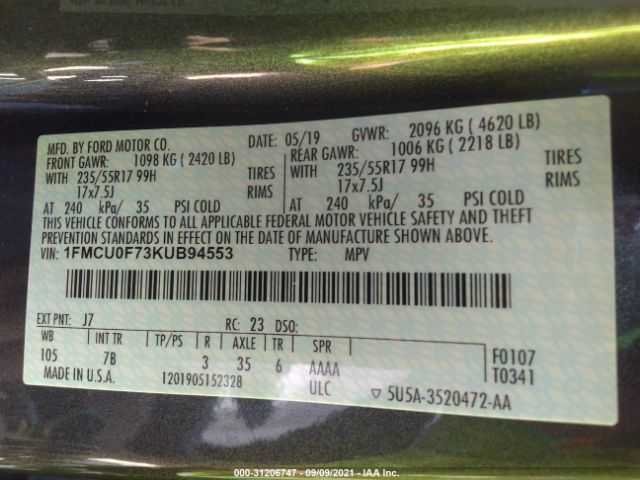 MFD. BY FORD MOTOR CO.
DATE: 05/19 GVWR: 2096 KG ( 4620 LB)
FRONT GAWR: 1098 KG ( 2420 LB)
REAR GAWR: 1006 KG ( 2218 LB)
WITH 235/55R17 99H TIRES
WITH 235/55R17 99H TIRES
17x7.5J RIMS
17x7.5J RIMS
AT 240 kPa/ 35 PSI COLD
AT 240 kPa/ 35 PSI COLD
THIS VEHICLE CONFORMS TO ALL APPLICABLE FEDERAL MOTOR VEHICLE SAFETY AND THEFT
PREVENTION STANDARDS IN EFFECT ON THE DATE OF MANUFACTURE SHOWN ABOVE.
VIN: 1FMCU0F73KUB94553 TYPE: MPV
EXT PNT: J7 RC: 23 DSO:
WB INT TR TP/PS R AXLE TR SPR
105 7B 3 35 6 AAAA F0107
MADE IN U.S.A. 1201905152328 ULC T0341
▽ 5U5A-3520472-AA
000-31206747 - 09/09/2021 - IAA Inc.